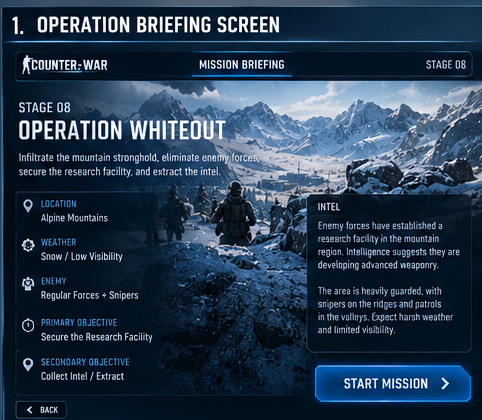 1. OPERATION BRIEFING SCREEN
COUNTER-WAR
MISSION BRIEFING
STAGE 08
STAGE 08
OPERATION WHITEOUT
Infiltrate the mountain stronghold, eliminate enemy forces,
secure the research facility, and extract the intel.
LOCATION
Alpine Mountains
WEATHER
Snow / Low Visibility
ENEMY
Regular Forces + Snipers
PRIMARY OBJECTIVE
Secure the Research Facility
SECONDARY OBJECTIVE
Collect Intel / Extract
INTEL
Enemy forces have established a
research facility in the mountain
region. Intelligence suggests they are
developing advanced weaponry.
The area is heavily guarded, with
snipers on the ridges and patrols
in the valleys. Expect harsh weather
and limited visibility.
START MISSION
BACK